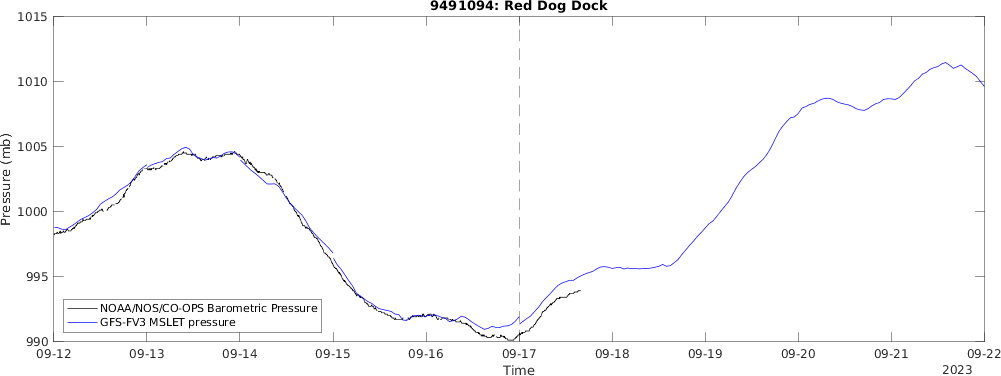 9491094: Red Dog Dock
1015
1010
1005
1000
995
990
Pressure (mb)
NOAA/NOS/CO-OPS Barometric Pressure
GFS-FV3 MSLET pressure
09-12 09-13 09-14 09-15 09-16 09-17 09-18 09-19 09-20 09-21 09-22
Time
2023